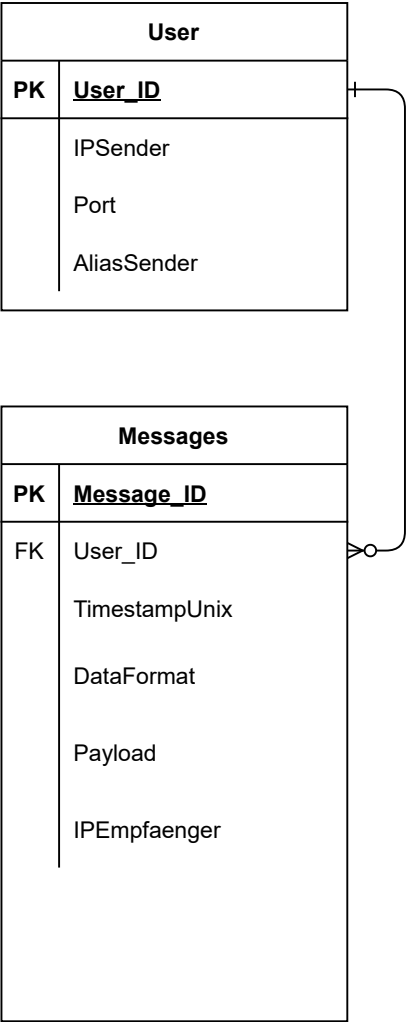 User
PK User_ID
IPSender
Port
AliasSender
Messages
PK Message_ID
FK User_ID
TimestampUnix
DataFormat
Payload
IPEmpfaenger